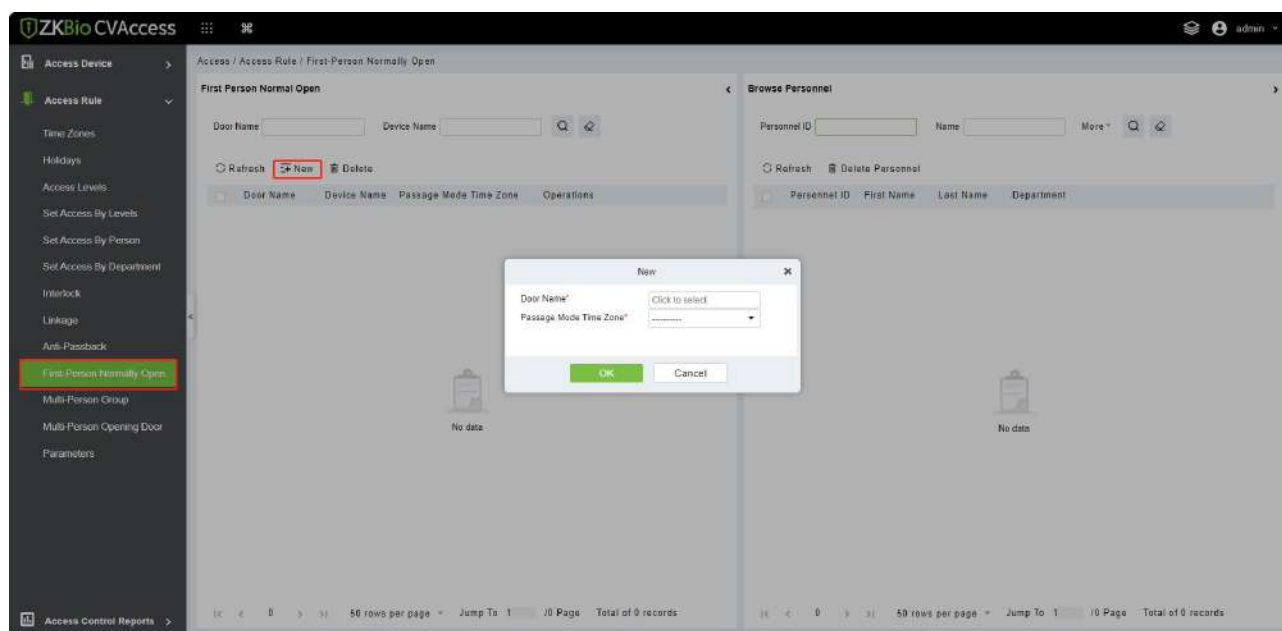 ZKBio CVAccess
admin
Access Device
Access Rule
Time Zones
Holidays
Access Levels
Set Access By Levels
Set Access By Person
Set Access By Department
Interlock
Linkage
Anti-Passback
First-Person Normally Open
Multi-Person Group
Multi-Person Opening Door
Parameters
Access Control Reports
Access / Access Rule / First-Person Normally Open
First Person Normal Open
Door Name Device Name
Refresh New Delete
Door Name Device Name Passage Mode Time Zone Operations
No data
50 rows per page Jump To 1 /0 Page Total of 0 records
Browse Personnel
Personnel ID Name More
Refresh Delete Personnel
Personnel ID First Name Last Name Department
No data
0 50 rows per page Jump To 1 /0 Page Total of 0 records
New
Door Name* Click to select
Passage Mode Time Zone* ----------
OK Cancel